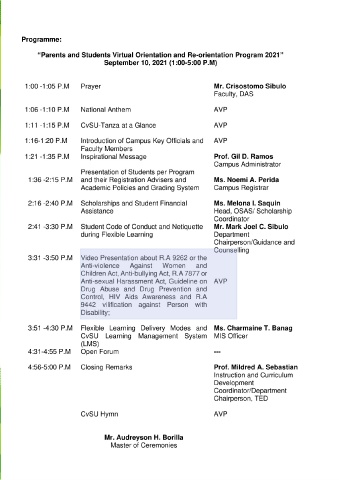 Programme:
"Parents and Students Virtual Orientation and Re-orientation Program 2021"
September 10, 2021 (1:00-5:00 P.M)
1:00 -1:05 P.M Prayer Mr. Crisostomo Sibulo
Faculty, DAS
1:06 -1:10 P.M National Anthem AVP
1:11 -1:15 P.M CvSU-Tanza at a Glance AVP
1:16-1:20 P.M Introduction of Campus Key Officials and AVP
Faculty Members
1:21 -1:35 P.M Inspirational Message Prof. Gil D. Ramos
Campus Administrator
Presentation of Students per Program
1:36 -2:15 P.M and their Registration Advisers and Ms. Noemi A. Perida
Academic Policies and Grading System Campus Registrar
2:16 -2:40 P.M Scholarships and Student Financial Ms. Melona I. Saquin
Assistance Head, OSAS/ Scholarship
Coordinator
2:41 -3:30 P.M Student Code of Conduct and Netiquette Mr. Mark Joel C. Sibulo
during Flexible Learning Department
Chairperson/Guidance and
Counselling
3:31 -3:50 P.M Video Presentation about R.A 9262 or the
Anti-violence Against Women and
Children Act, Anti-bullying Act, R.A 7877 or
Anti-sexual Harassment Act, Guideline on AVP
Drug Abuse and Drug Prevention and
Control, HIV Aids Awareness and R.A
9442 vilification against Person with
Disability;
3:51 -4:30 P.M Flexible Learning Delivery Modes and Ms. Charmaine T. Banag
CvSU Learning Management System MIS Officer
(LMS)
4:31-4:55 P.M Open Forum ---
4:56-5:00 P.M Closing Remarks Prof. Mildred A. Sebastian
Instruction and Curriculum
Development
Coordinator/Department
Chairperson, TED
CvSU Hymn AVP
Mr. Audreyson H. Borilla
Master of Ceremonies